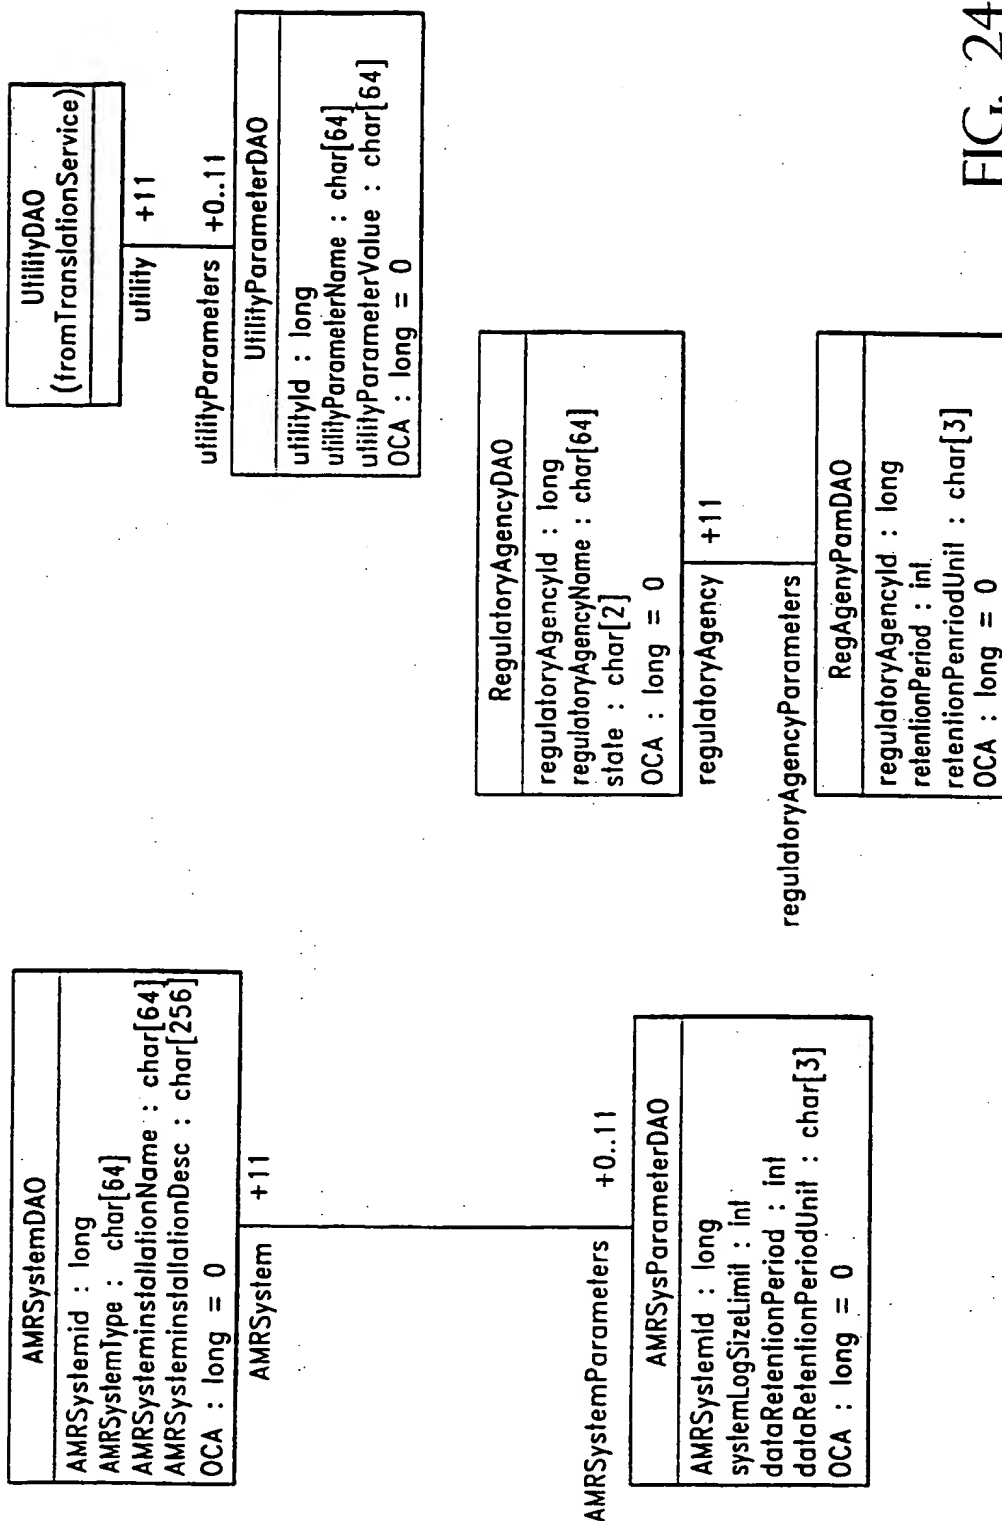 AMRSystemDAO
AMRSystemid : long
AMRSystemType : char[64]
AMRSysteminstallationName : char[64]
AMRSysteminstallationDesc : char[256]
OCA : long = 0
AMRSystem +11
AMRSystemParameters +0..11
AMRSysParameterDAO
AMRSystemId : long
systemLogSizeLimit : int
dataRetentionPeriod : int
dataRetentionPeriodUnit : char[3]
OCA : long = 0
UtilityDAO
(fromTranslationService)
utility +11
utilityParameters +0..11
UtilityParameterDAO
utilityId : long
utilityParameterName : char[64]
utilityParameterValue : char[64]
OCA : long = 0
RegulatoryAgencyDAO
regulatoryAgencyId : long
regulatoryAgencyName : char[64]
state : char[2]
OCA : long = 0
regulatoryAgency +11
regulatoryAgencyParameters
RegAgenyPamDAO
regulatoryAgencyId : long
retentionPeriod : int
retentionPenriodUnit : char[3]
OCA : long = 0
FIG. 24